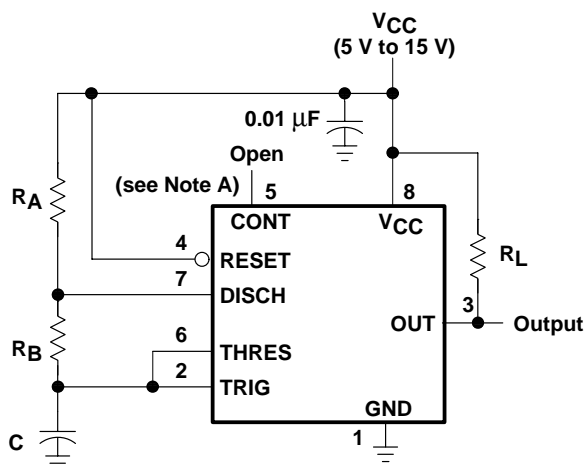 VCC
(5 V to 15 V)
0.01 μF
Open
(see Note A)
5
8
RA
CONT
VCC
4
RESET
RL
7
DISCH
3
OUT
Output
RB
6
THRES
2
TRIG
GND
C
1